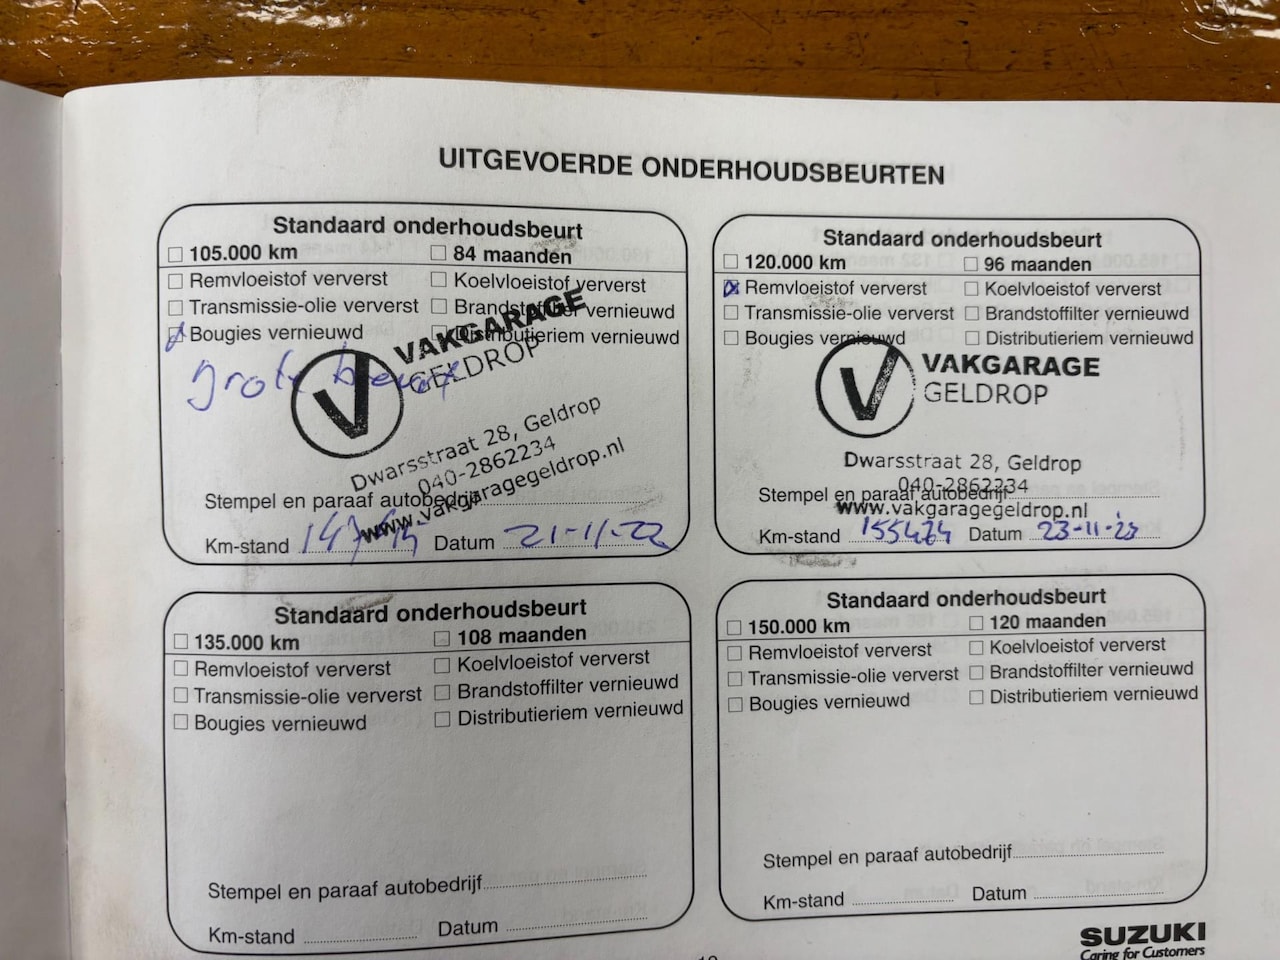 UITGEVOERDE ONDERHOUDSBEURTEN
Standaard onderhoudsbeurt
105.000 km 84 maanden
Remvloeistof ververst Koelvloeistof ververst
Transmissie-olie ververst Brandstoffilter vernieuwd
Bougies vernieuwd Distributieriem vernieuwd
grote beurt
VAKGARAGE
GELDROP
Dwarsstraat 28, Geldrop
040-2862234
www.vakgaragegeldrop.nl
Stempel en paraaf autobedrijf
Km-stand Datum 21-11-22
Standaard onderhoudsbeurt
120.000 km 96 maanden
Remvloeistof ververst Koelvloeistof ververst
Transmissie-olie ververst Brandstoffilter vernieuwd
Bougies vernieuwd Distributieriem vernieuwd
VAKGARAGE
GELDROP
Dwarsstraat 28, Geldrop
040-2862234
Stempel en paraaf autobedrijf
www.vakgaragegeldrop.nl
Km-stand 155474 Datum 23-11-23
Standaard onderhoudsbeurt
135.000 km 108 maanden
Remvloeistof ververst Koelvloeistof ververst
Transmissie-olie ververst Brandstoffilter vernieuwd
Bougies vernieuwd Distributieriem vernieuwd
Stempel en paraaf autobedrijf
Km-stand Datum
Standaard onderhoudsbeurt
150.000 km 120 maanden
Remvloeistof ververst Koelvloeistof ververst
Transmissie-olie ververst Brandstoffilter vernieuwd
Bougies vernieuwd Distributieriem vernieuwd
Stempel en paraaf autobedrijf
Km-stand Datum
SUZUKI
Caring for Customers